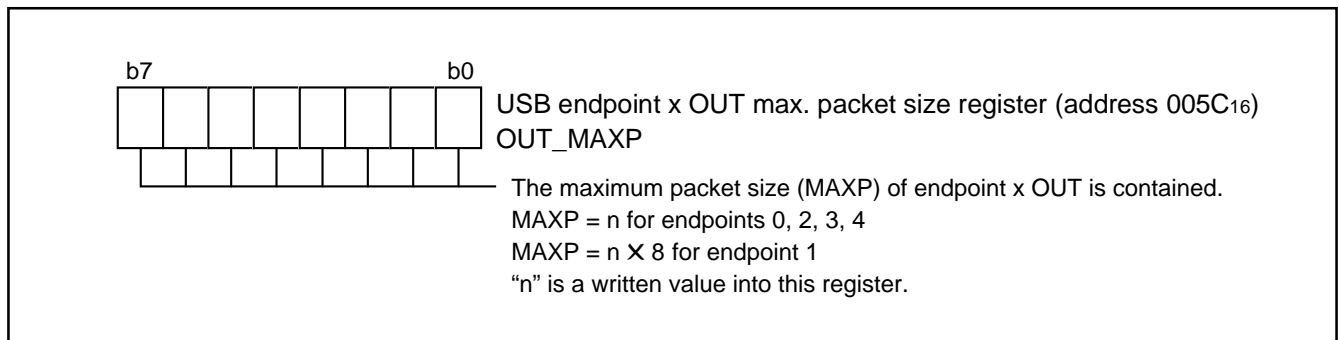 b7 b0
USB endpoint x OUT max. packet size register (address 005C16)
OUT_MAXP
The maximum packet size (MAXP) of endpoint x OUT is contained.
MAXP = n for endpoints 0, 2, 3, 4
MAXP = n ✕ 8 for endpoint 1
“n” is a written value into this register.